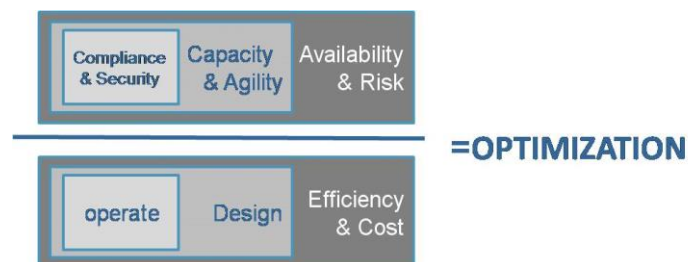 Compliance
& Security
Capacity
& Agility
Availability
& Risk
=OPTIMIZATION
operate
Design
Efficiency
& Cost